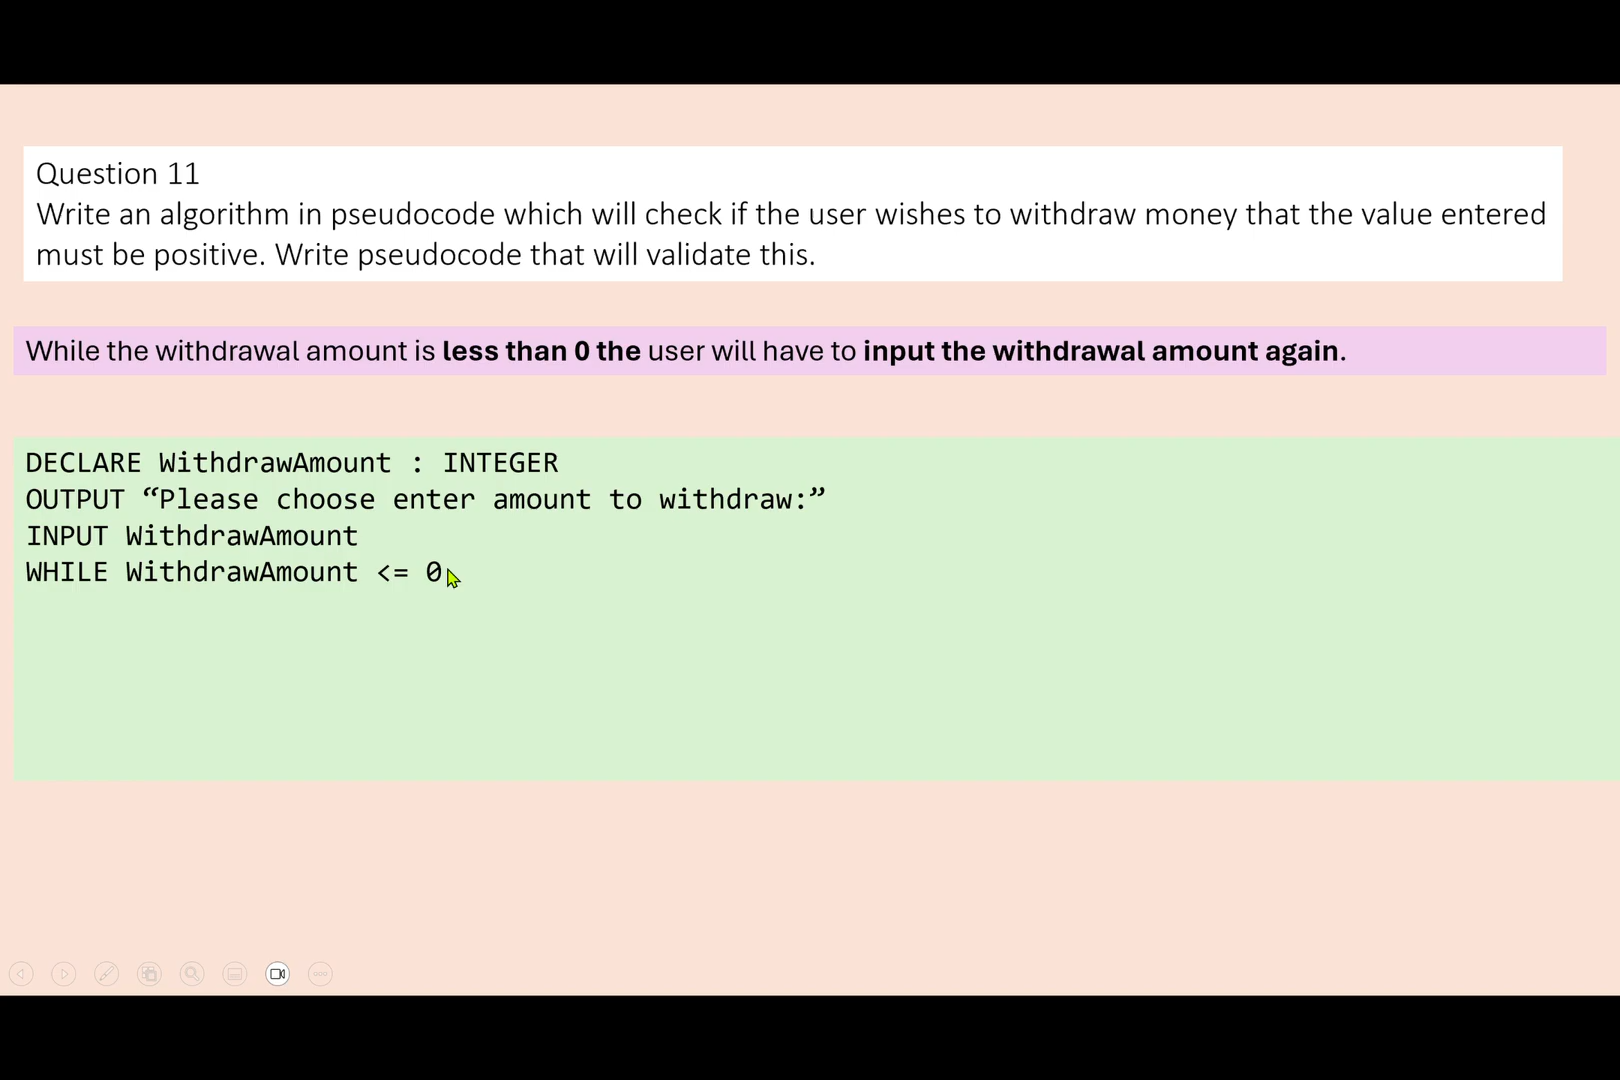 Question 11
Write an algorithm in pseudocode which will check if the user wishes to withdraw money that the value entered
must be positive. Write pseudocode that will validate this.
While the withdrawal amount is less than 0 the user will have to input the withdrawal amount again.
DECLARE WithdrawAmount : INTEGER
OUTPUT “Please choose enter amount to withdraw:”
INPUT WithdrawAmount
WHILE WithdrawAmount <= 0